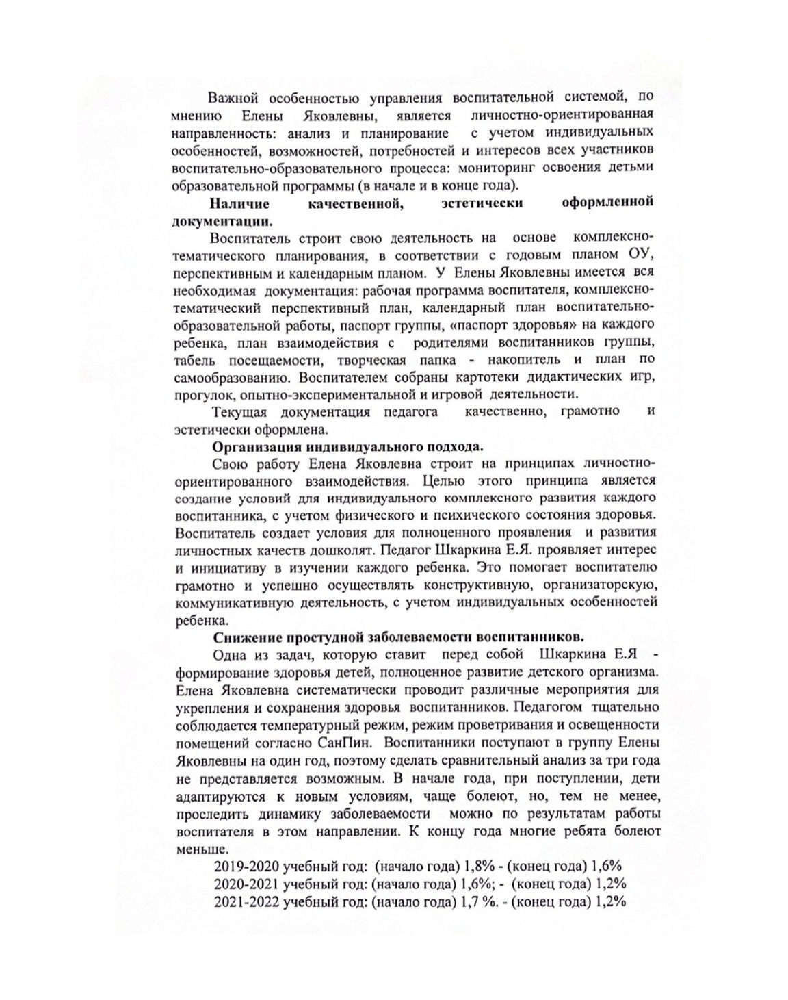 Важной особенностью управления воспитательной системой, по
мнению Елены Яковлевны, является личностно-ориентированная
направленность: анализ и планирование с учетом индивидуальных
особенностей, возможностей, потребностей и интересов всех участников
воспитательно-образовательного процесса: мониторинг освоения детьми
образовательной программы (в начале и в конце года).
Наличие качественной, эстетически оформленной
документации.
Воспитатель строит свою деятельность на основе комплексно-
тематического планирования, в соответствии с годовым планом ОУ,
перспективным и календарным планом. У Елены Яковлевны имеется вся
необходимая документация: рабочая программа воспитателя, комплексно-
тематический перспективный план, календарный план воспитательно-
образовательной работы, паспорт группы, «паспорт здоровья» на каждого
ребенка, план взаимодействия с родителями воспитанников группы,
табель посещаемости, творческая папка - накопитель и план по
самообразованию. Воспитателем собраны картотеки дидактических игр,
прогулок, опытно-экспериментальной и игровой деятельности.
Текущая документация педагога качественно, грамотно и
эстетически оформлена.
Организация индивидуального подхода.
Свою работу Елена Яковлевна строит на принципах личностно-
ориентированного взаимодействия. Целью этого принципа является
создание условий для индивидуального комплексного развития каждого
воспитанника, с учетом физического и психического состояния здоровья.
Воспитатель создает условия для полноценного проявления и развития
личностных качеств дошколят. Педагог Шкаркина Е.Я. проявляет интерес
и инициативу в изучении каждого ребенка. Это помогает воспитателю
грамотно и успешно осуществлять конструктивную, организаторскую,
коммуникативную деятельность, с учетом индивидуальных особенностей
ребенка.
Снижение простудной заболеваемости воспитанников.
Одна из задач, которую ставит перед собой Шкаркина Е.Я -
формирование здоровья детей, полноценное развитие детского организма.
Елена Яковлевна систематически проводит различные мероприятия для
укрепления и сохранения здоровья воспитанников. Педагогом тщательно
соблюдается температурный режим, режим проветривания и освещенности
помещений согласно СанПин. Воспитанники поступают в группу Елены
Яковлевны на один год, поэтому сделать сравнительный анализ за три года
не представляется возможным. В начале года, при поступлении, дети
адаптируются к новым условиям, чаще болеют, но, тем не менее,
проследить динамику заболеваемости можно по результатам работы
воспитателя в этом направлении. К концу года многие ребята болеют
меньше.
2019-2020 учебный год: (начало года) 1,8% - (конец года) 1,6%
2020-2021 учебный год: (начало года) 1,6%; - (конец года) 1,2%
2021-2022 учебный год: (начало года) 1,7 %. - (конец года) 1,2%